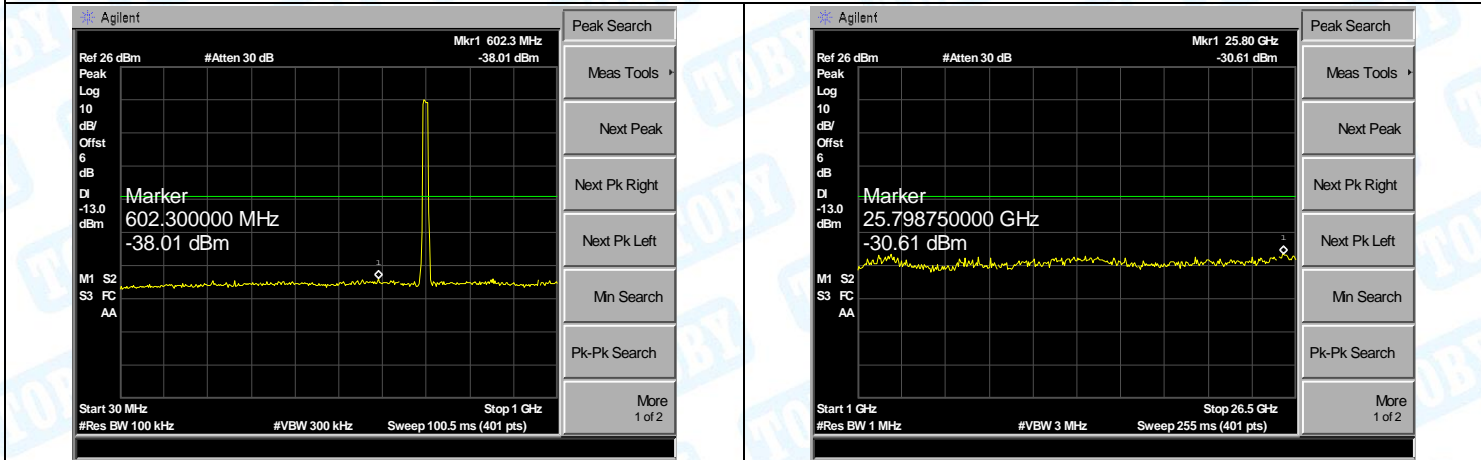 Agilent
Peak Search
Mkr1 602.3 MHz
Ref 26 dBm #Atten 30 dB -38.01 dBm
Peak
Log
10
dB/
Offst
6
dB
DI
-13.0
dBm
Marker
602.300000 MHz
-38.01 dBm
1
M1 S2
S3 FC
AA
Start 30 MHz Stop 1 GHz
#Res BW 100 kHz #VBW 300 kHz Sweep 100.5 ms (401 pts)
Meas Tools
Next Peak
Next Pk Right
Next Pk Left
Min Search
Pk-Pk Search
More
1 of 2
Agilent
Peak Search
Mkr1 25.80 GHz
Ref 26 dBm #Atten 30 dB -30.61 dBm
Peak
Log
10
dB/
Offst
6
dB
DI
-13.0
dBm
Marker
25.798750000 GHz
-30.61 dBm
1
M1 S2
S3 FC
AA
Start 1 GHz Stop 26.5 GHz
#Res BW 1 MHz #VBW 3 MHz Sweep 255 ms (401 pts)
Meas Tools
Next Peak
Next Pk Right
Next Pk Left
Min Search
Pk-Pk Search
More
1 of 2
TOBY